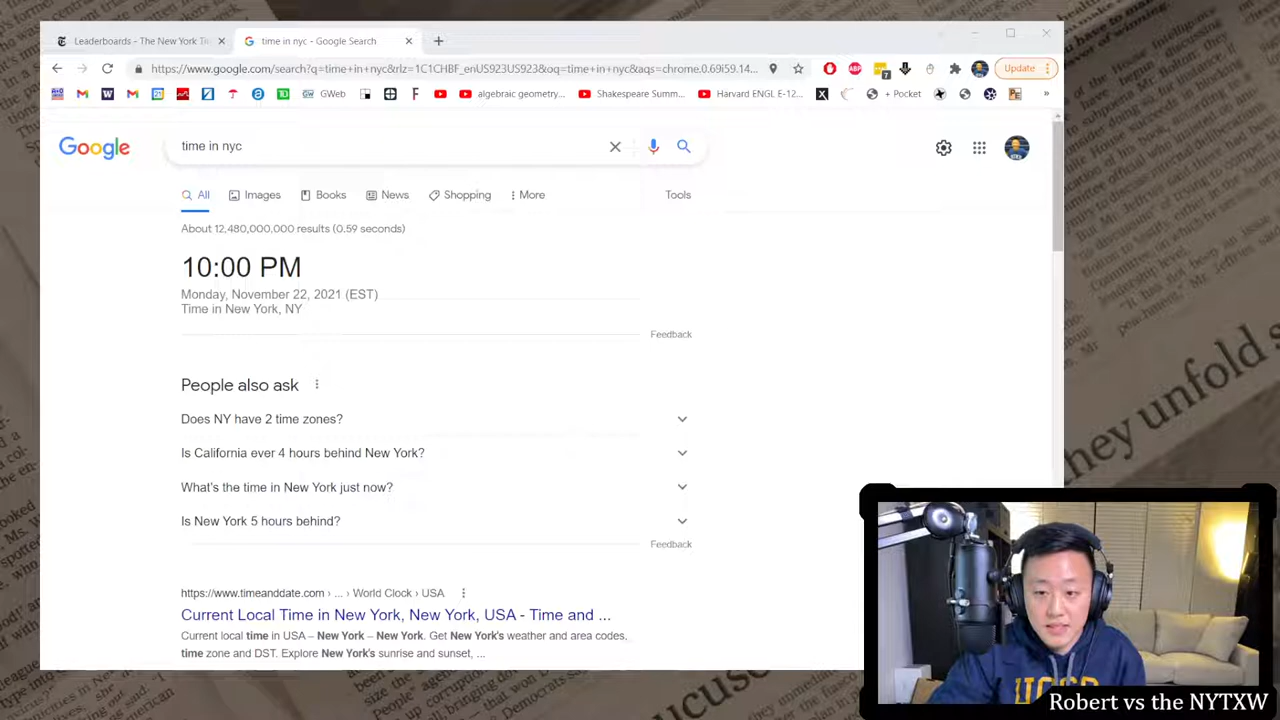 Leaderboards - The New York Ti
time in nyc - Google Search
https://www.google.com/search?q=time+in+nyc&rlz=1C1CHBF_enUS923US923&oq=time+in+nyc&aqs=chrome.0.69i59.14...
Update
GWeb
algebraic geometry...
Shakespeare Summ...
Harvard ENGL E-12...
+ Pocket
Google
time in nyc
All
Images
Books
News
Shopping
More
Tools
About 12,480,000,000 results (0.59 seconds)
10:00 PM
Monday, November 22, 2021 (EST)
Time in New York, NY
Feedback
People also ask
Does NY have 2 time zones?
Is California ever 4 hours behind New York?
What's the time in New York just now?
Is New York 5 hours behind?
Feedback
https://www.timeanddate.com › ... › World Clock › USA
Current Local Time in New York, New York, USA - Time and ...
Current local time in USA – New York – New York. Get New York's weather and area codes,
time zone and DST. Explore New York's sunrise and sunset, ...
they unfold s
Robert vs the NYTXW